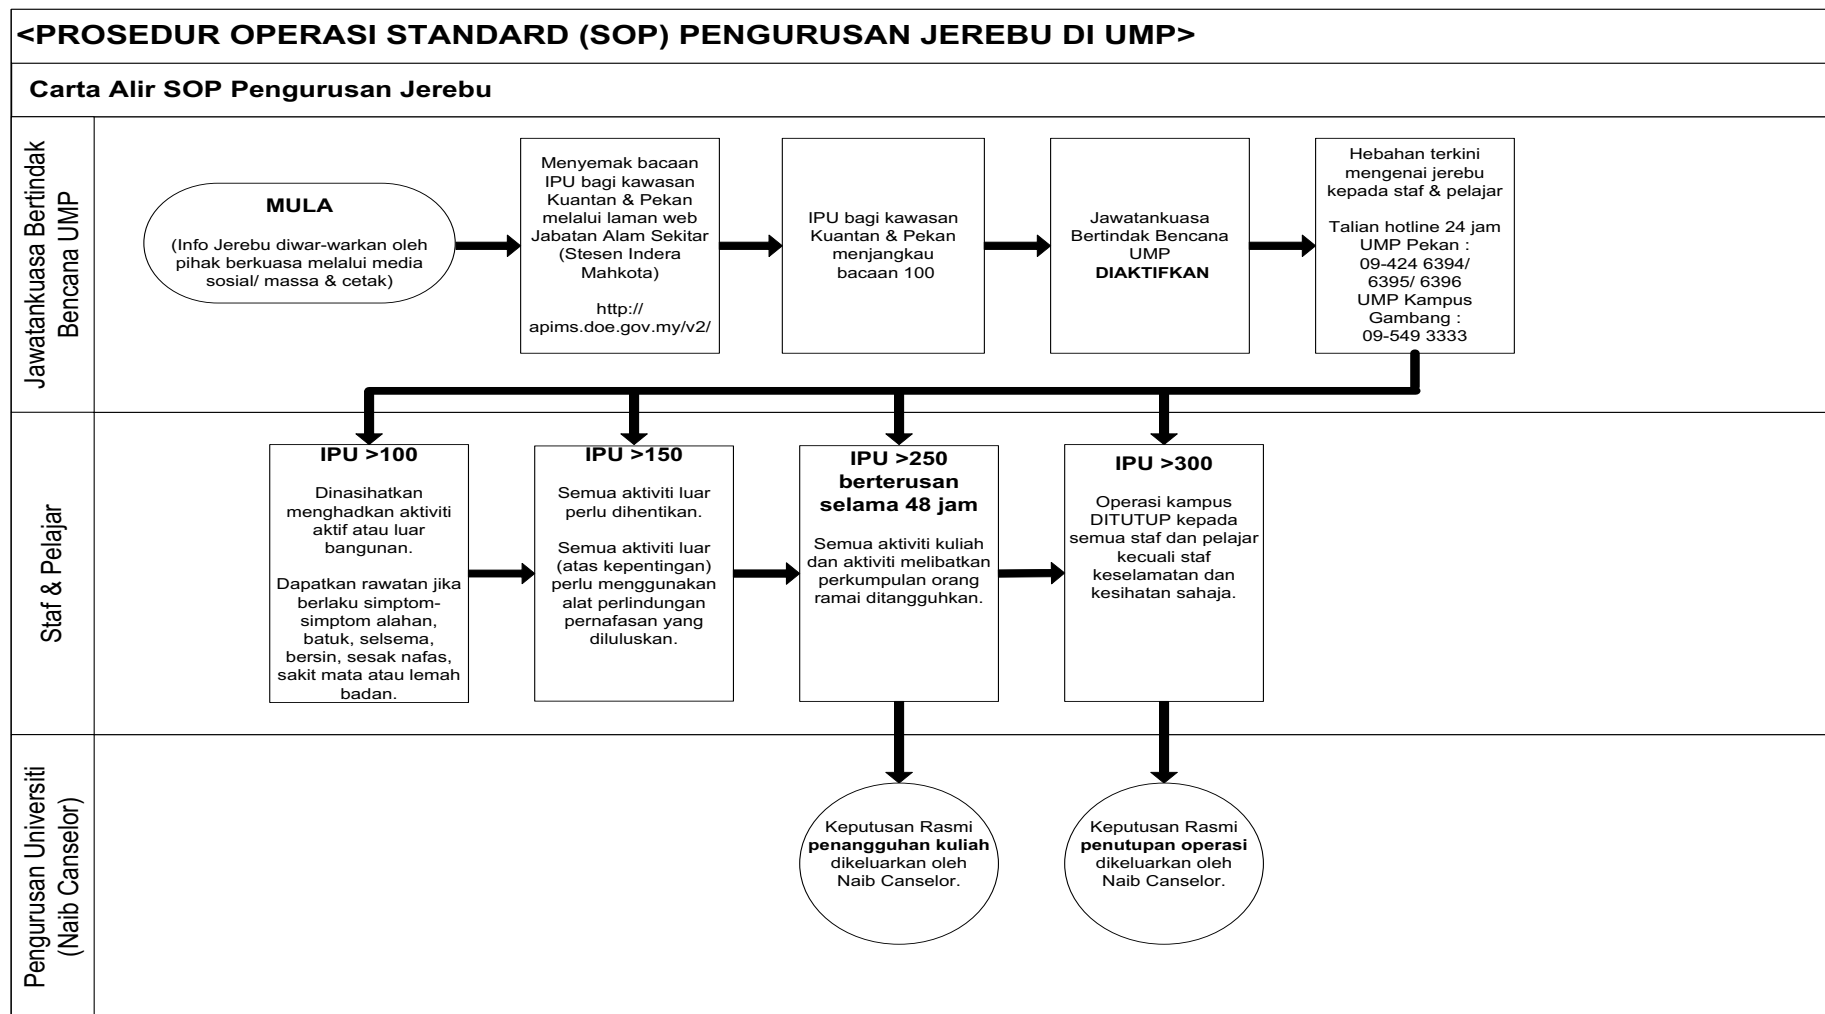 <PROSEDUR OPERASI STANDARD (SOP) PENGURUSAN JEREBU DI UMP>
Carta Alir SOP Pengurusan Jerebu
Jawatankuasa Bertindak
Bencana UMP
MULA
(Info Jerebu diwar-warkan oleh
pihak berkuasa melalui media
sosial/ massa & cetak)
Menyemak bacaan
IPU bagi kawasan
Kuantan & Pekan
melalui laman web
Jabatan Alam Sekitar
(Stesen Indera
Mahkota)
http://
apims.doe.gov.my/v2/
IPU bagi kawasan
Kuantan & Pekan
menjangkau
bacaan 100
Jawatankuasa
Bertindak Bencana
UMP
DIAKTIFKAN
Hebahan terkini
mengenai jerebu
kepada staf & pelajar
Talian hotline 24 jam
UMP Pekan :
09-424 6394/
6395/ 6396
UMP Kampus
Gambang :
09-549 3333
Staf & Pelajar
IPU >100
Dinasihatkan
menghadkan aktiviti
aktif atau luar
bangunan.
Dapatkan rawatan jika
berlaku simptom-
simptom alahan,
batuk, selsema,
bersin, sesak nafas,
sakit mata atau lemah
badan.
IPU >150
Semua aktiviti luar
perlu dihentikan.
Semua aktiviti luar
(atas kepentingan)
perlu menggunakan
alat perlindungan
pernafasan yang
diluluskan.
IPU >250
berterusan
selama 48 jam
Semua aktiviti kuliah
dan aktiviti melibatkan
perkumpulan orang
ramai ditangguhkan.
IPU >300
Operasi kampus
DITUTUP kepada
semua staf dan pelajar
kecuali staf
keselamatan dan
kesihatan sahaja.
Pengurusan Universiti
(Naib Canselor)
Keputusan Rasmi
penangguhan kuliah
dikeluarkan oleh
Naib Canselor.
Keputusan Rasmi
penutupan operasi
dikeluarkan oleh
Naib Canselor.